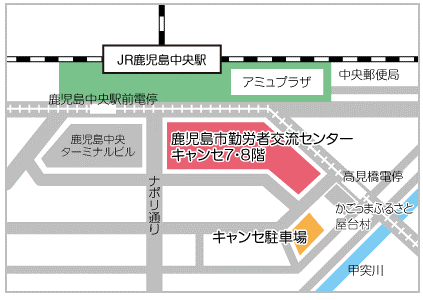 JR鹿児島中央駅
アミュプラザ
中央郵便局
鹿児島中央駅前電停
鹿児島中央
ターミナルビル
鹿児島市勤労者交流センター
キャンセ7・8階
高見橋電停
ナポリ通り
かごっまふるさと
屋台村
キャンセ駐車場
甲突川